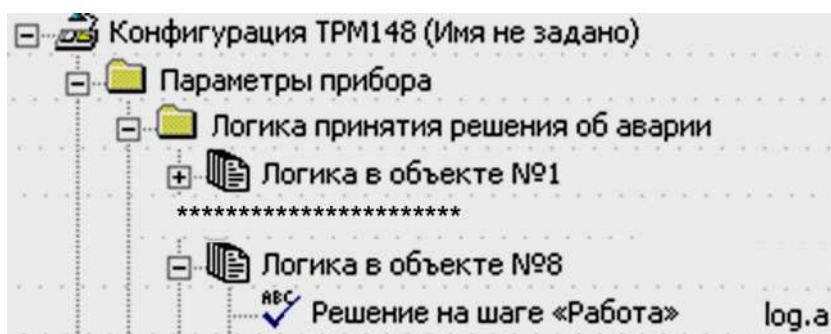 Конфигурация ТРМ148 (Имя не задано)
Параметры прибора
Логика принятия решения об аварии
Логика в объекте №1
************************
Логика в объекте №8
ABC Решение на шаге «Работа» log.a